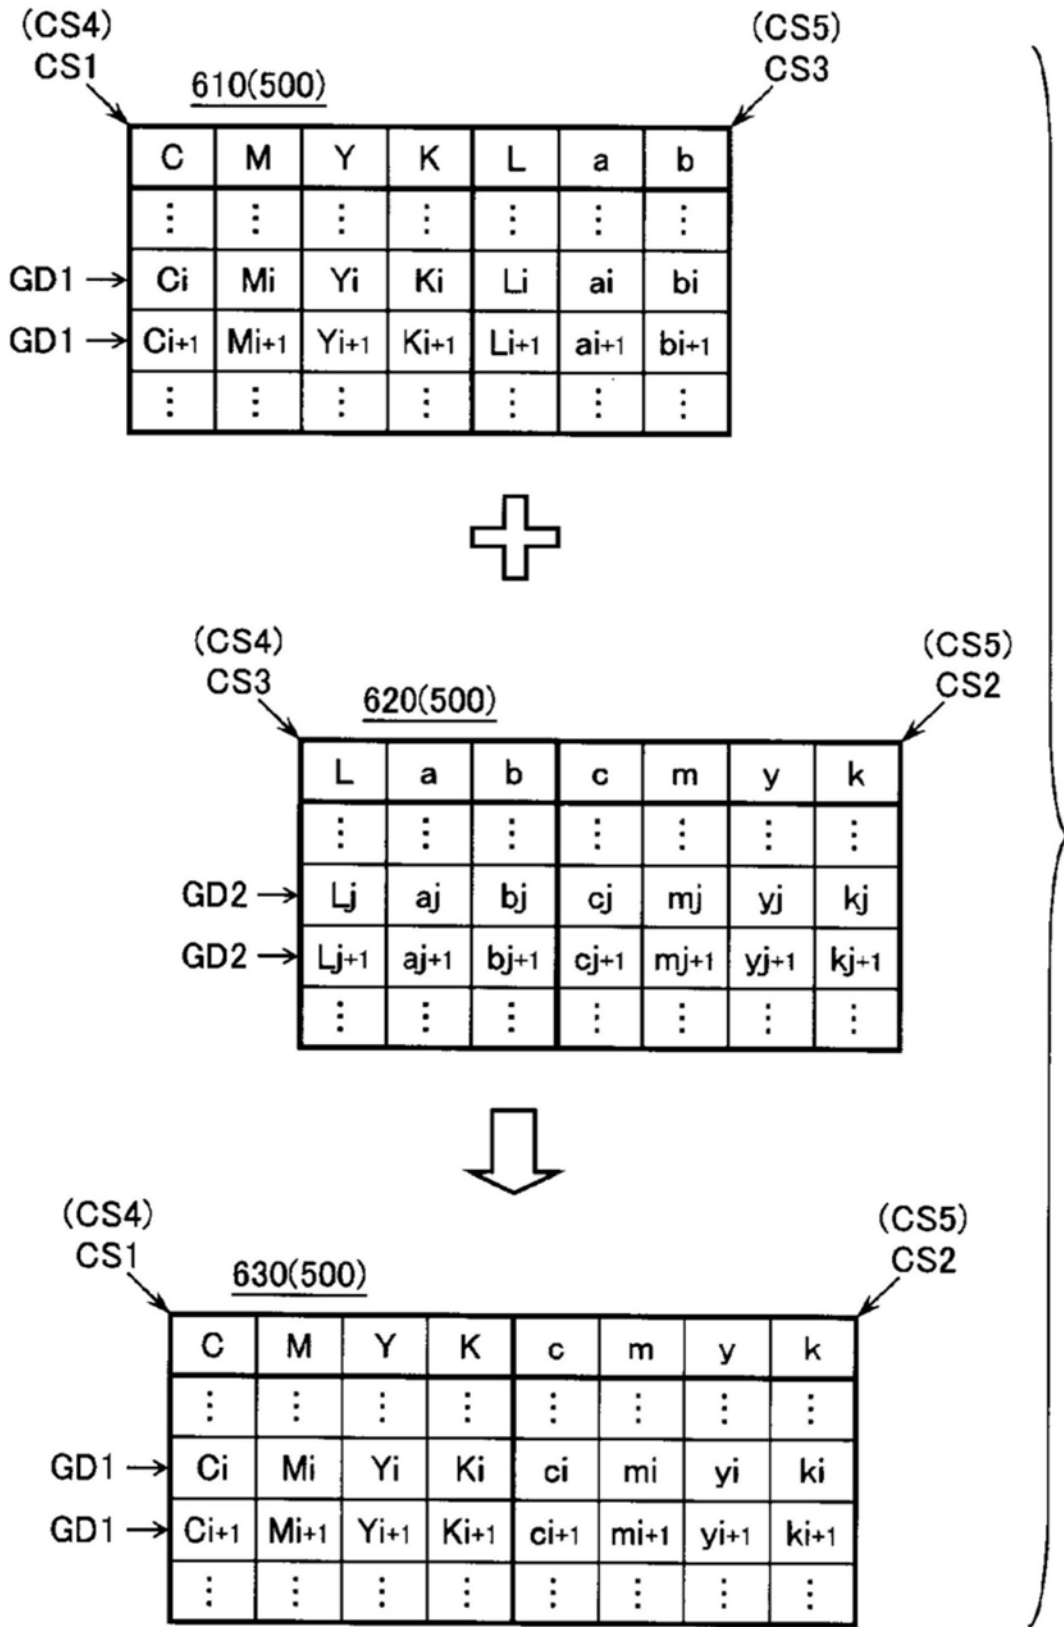 (CS4) (CS5)
CS1 CS3
610(500)
C M Y K L a b
⋮ ⋮ ⋮ ⋮ ⋮ ⋮ ⋮
GD1 → Ci Mi Yi Ki Li ai bi
GD1 → Ci+1 Mi+1 Yi+1 Ki+1 Li+1 ai+1 bi+1
⋮ ⋮ ⋮ ⋮ ⋮ ⋮ ⋮
(CS4) (CS5)
CS3 CS2
620(500)
L a b c m y k
⋮ ⋮ ⋮ ⋮ ⋮ ⋮ ⋮
GD2 → Lj aj bj cj mj yj kj
GD2 → Lj+1 aj+1 bj+1 cj+1 mj+1 yj+1 kj+1
⋮ ⋮ ⋮ ⋮ ⋮ ⋮ ⋮
(CS4) (CS5)
CS1 CS2
630(500)
C M Y K c m y k
⋮ ⋮ ⋮ ⋮ ⋮ ⋮ ⋮ ⋮
GD1 → Ci Mi Yi Ki ci mi yi ki
GD1 → Ci+1 Mi+1 Yi+1 Ki+1 ci+1 mi+1 yi+1 ki+1
⋮ ⋮ ⋮ ⋮ ⋮ ⋮ ⋮ ⋮